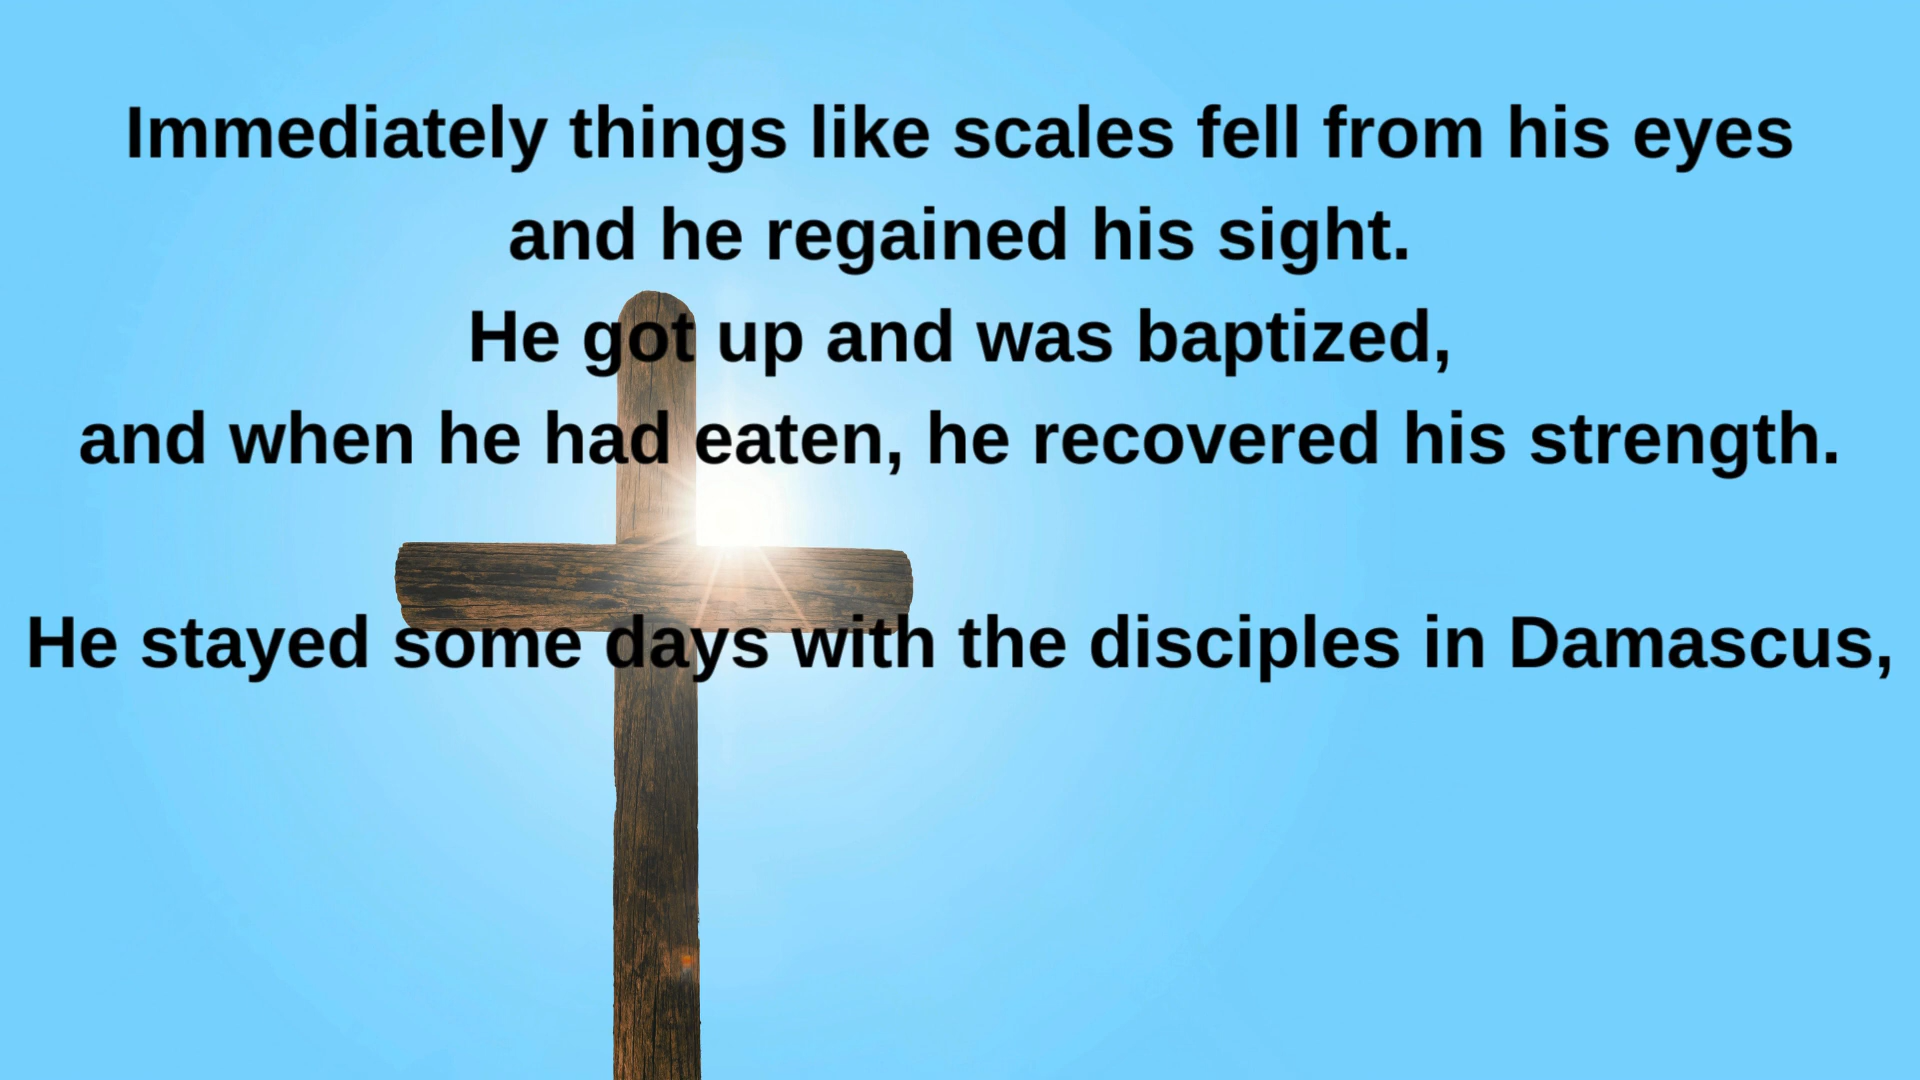 Immediately things like scales fell from his eyes
and he regained his sight.
He got up and was baptized,
and when he had eaten, he recovered his strength.
He stayed some days with the disciples in Damascus,